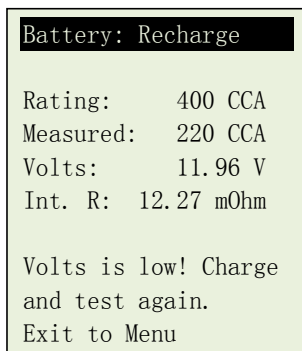 Battery: Recharge
Rating: 400 CCA
Measured: 220 CCA
Volts: 11.96 V
Int. R: 12.27 mOhm
Volts is low! Charge
and test again.
Exit to Menu